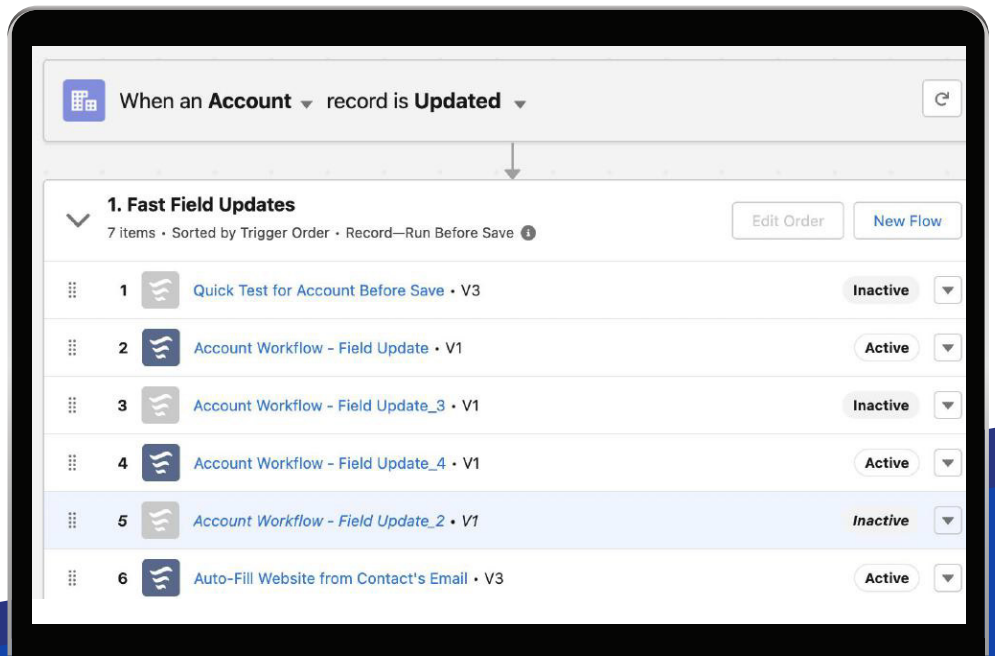 When an Account record is Updated
1. Fast Field Updates
7 items • Sorted by Trigger Order • Record—Run Before Save
Edit Order
New Flow
1 Quick Test for Account Before Save • V3 Inactive
2 Account Workflow - Field Update • V1 Active
3 Account Workflow - Field Update_3 • V1 Inactive
4 Account Workflow - Field Update_4 • V1 Active
5 Account Workflow - Field Update_2 • V1 Inactive
6 Auto-Fill Website from Contact's Email • V3 Active